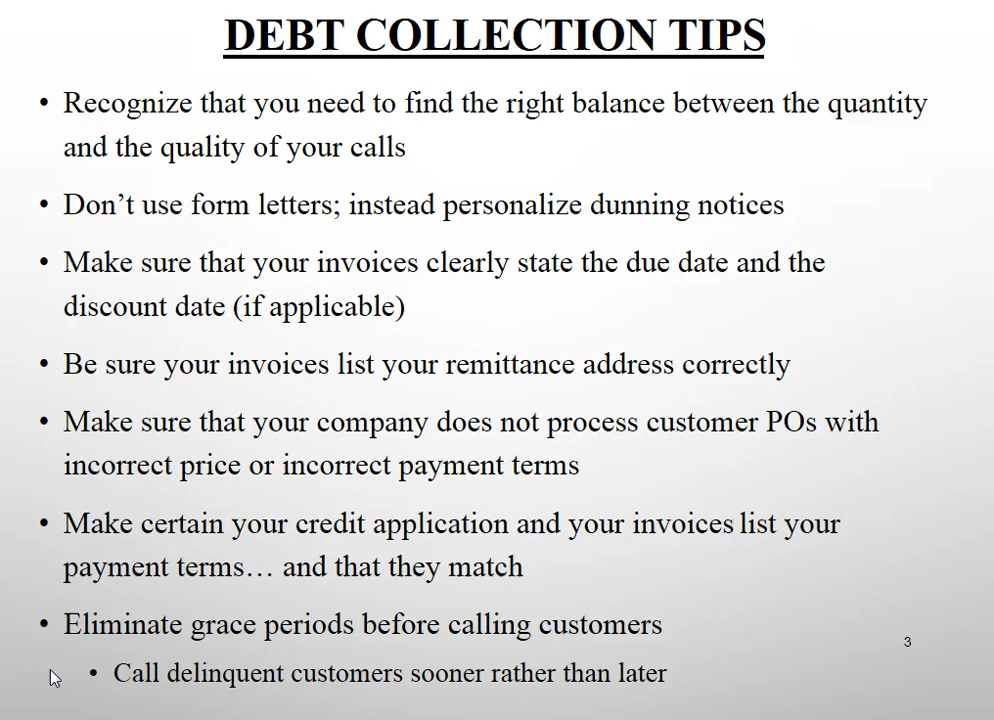 DEBT COLLECTION TIPS
• Recognize that you need to find the right balance between the quantity
and the quality of your calls
• Don’t use form letters; instead personalize dunning notices
• Make sure that your invoices clearly state the due date and the
discount date (if applicable)
• Be sure your invoices list your remittance address correctly
• Make sure that your company does not process customer POs with
incorrect price or incorrect payment terms
• Make certain your credit application and your invoices list your
payment terms… and that they match
• Eliminate grace periods before calling customers
3
• Call delinquent customers sooner rather than later